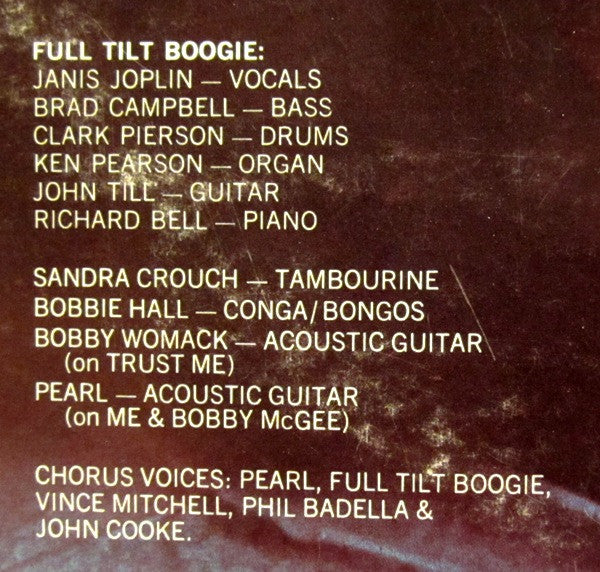 FULL TILT BOOGIE:
JANIS JOPLIN — VOCALS
BRAD CAMPBELL — BASS
CLARK PIERSON — DRUMS
KEN PEARSON — ORGAN
JOHN TILL — GUITAR
RICHARD BELL — PIANO
SANDRA CROUCH — TAMBOURINE
BOBBIE HALL — CONGA/BONGOS
BOBBY WOMACK — ACOUSTIC GUITAR
(on TRUST ME)
PEARL — ACOUSTIC GUITAR
(on ME & BOBBY McGEE)
CHORUS VOICES: PEARL, FULL TILT BOOGIE,
VINCE MITCHELL, PHIL BADELLA &
JOHN COOKE.